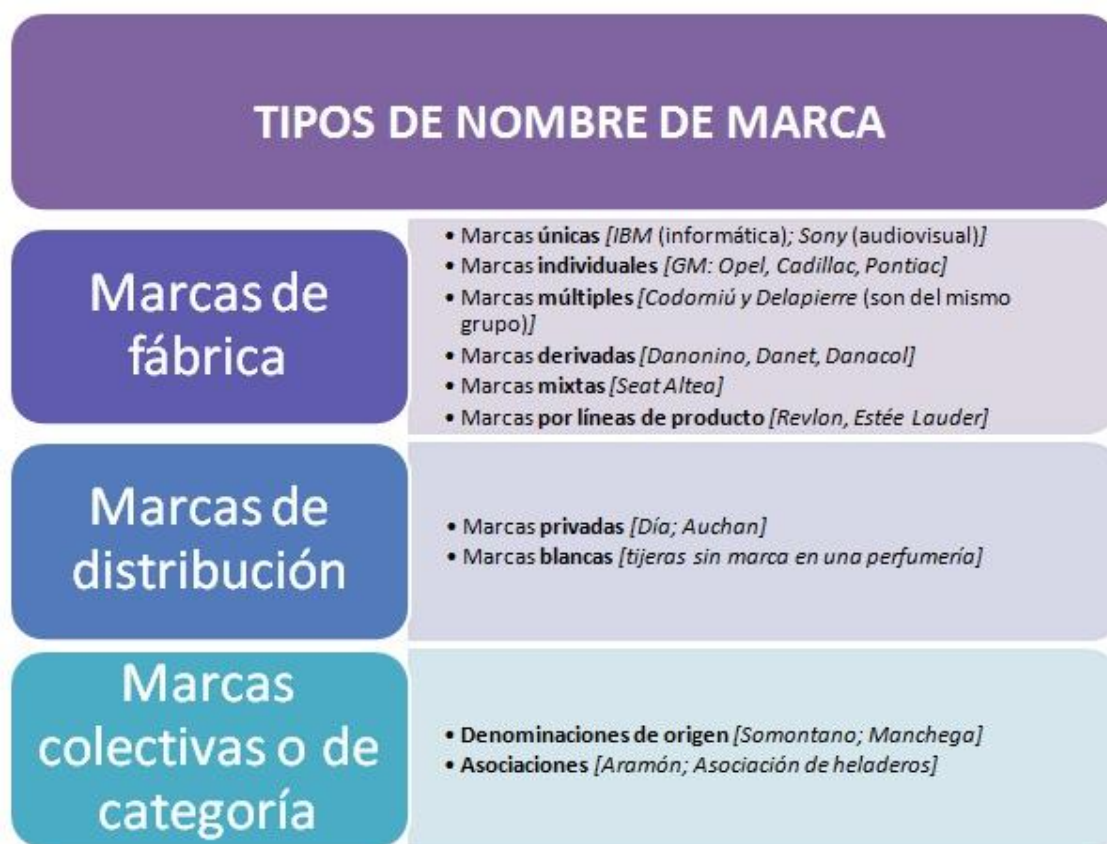 TIPOS DE NOMBRE DE MARCA
Marcas de
fábrica
• Marcas únicas [IBM (informática); Sony (audiovisual)]
• Marcas individuales [GM: Opel, Cadillac, Pontiac]
• Marcas múltiples [Codorniú y Delapierre (son del mismo
grupo)]
• Marcas derivadas [Danonino, Danet, Danacol]
• Marcas mixtas [Seat Altea]
• Marcas por líneas de producto [Revlon, Estée Lauder]
Marcas de
distribución
• Marcas privadas [Día; Auchan]
• Marcas blancas [tijeras sin marca en una perfumería]
Marcas
colectivas o de
categoría
• Denominaciones de origen [Somontano; Manchega]
• Asociaciones [Aramón; Asociación de heladeros]